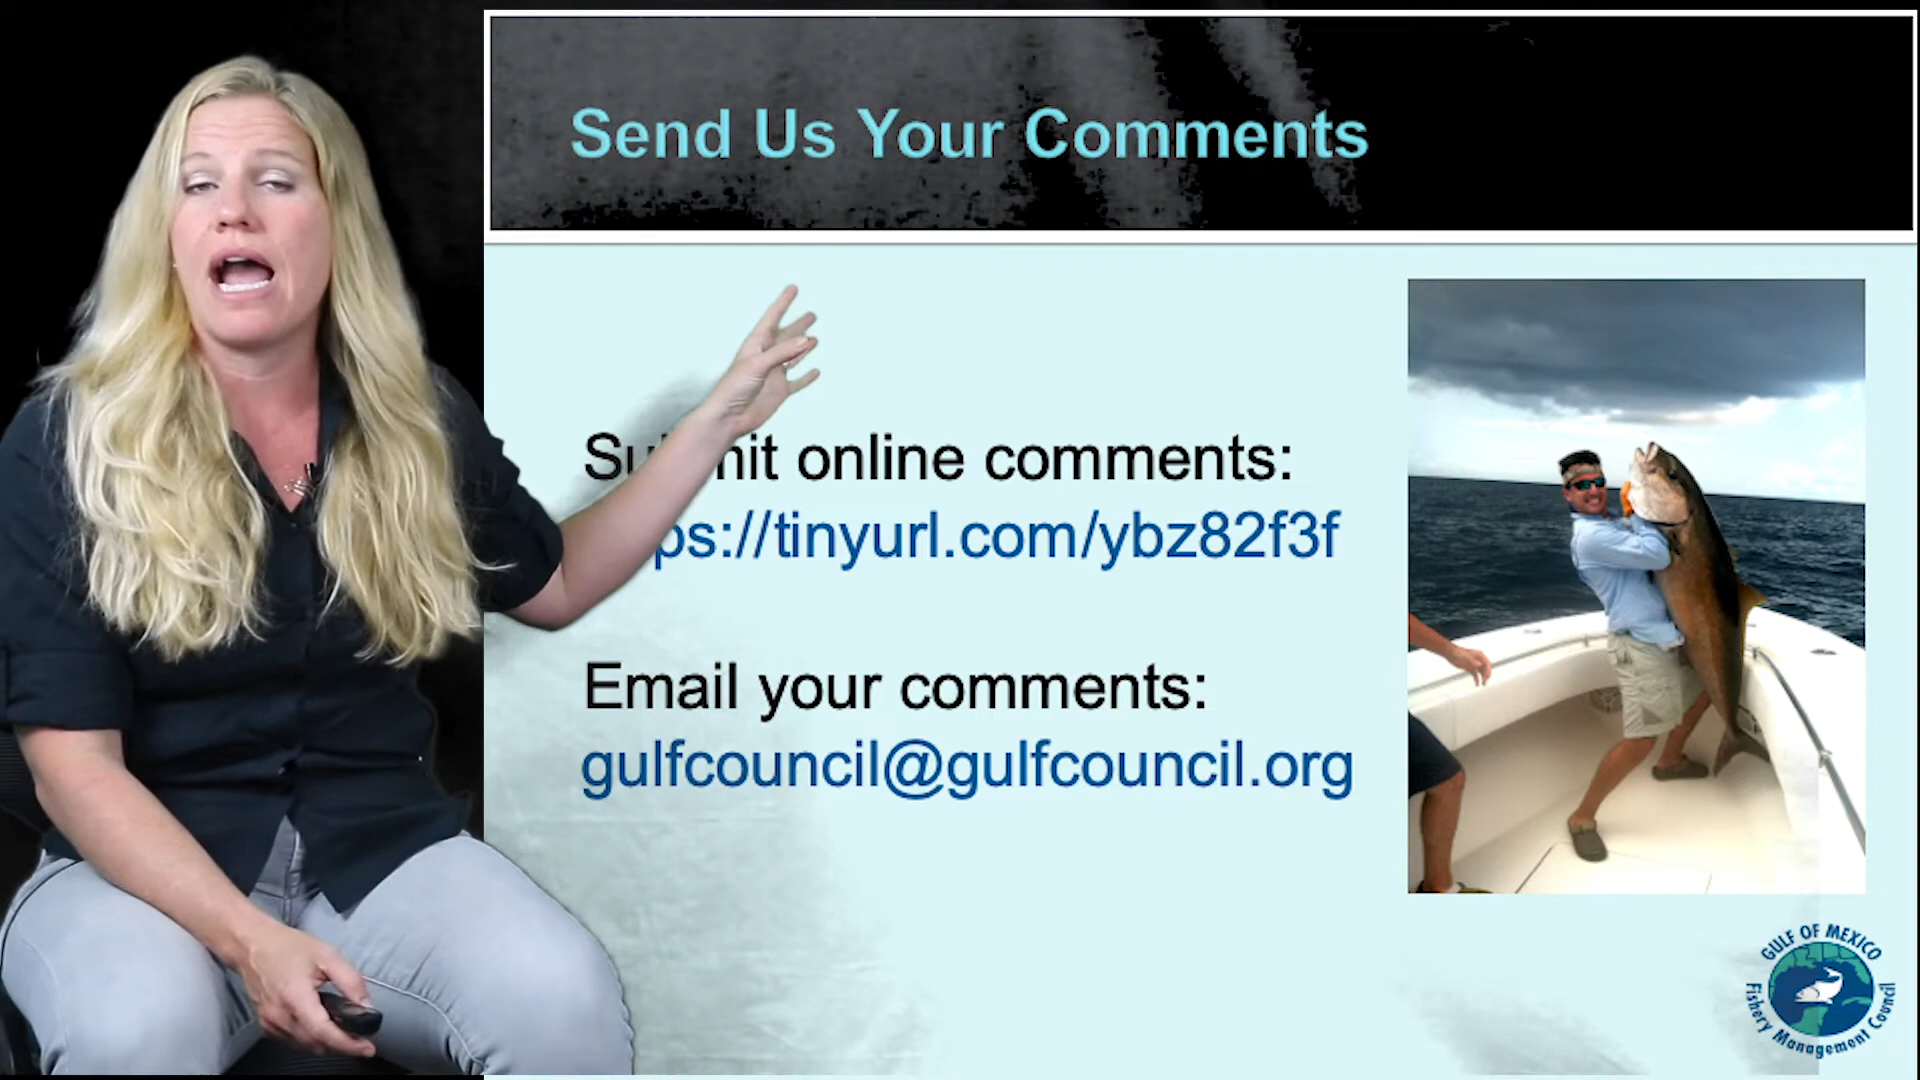 Send Us Your Comments
online comments:
ps://tinyurl.com/ybz82f3f
Email your comments:
gulfcouncil@gulfcouncil.org
GULF OF MEXICO
Fishery Management Council